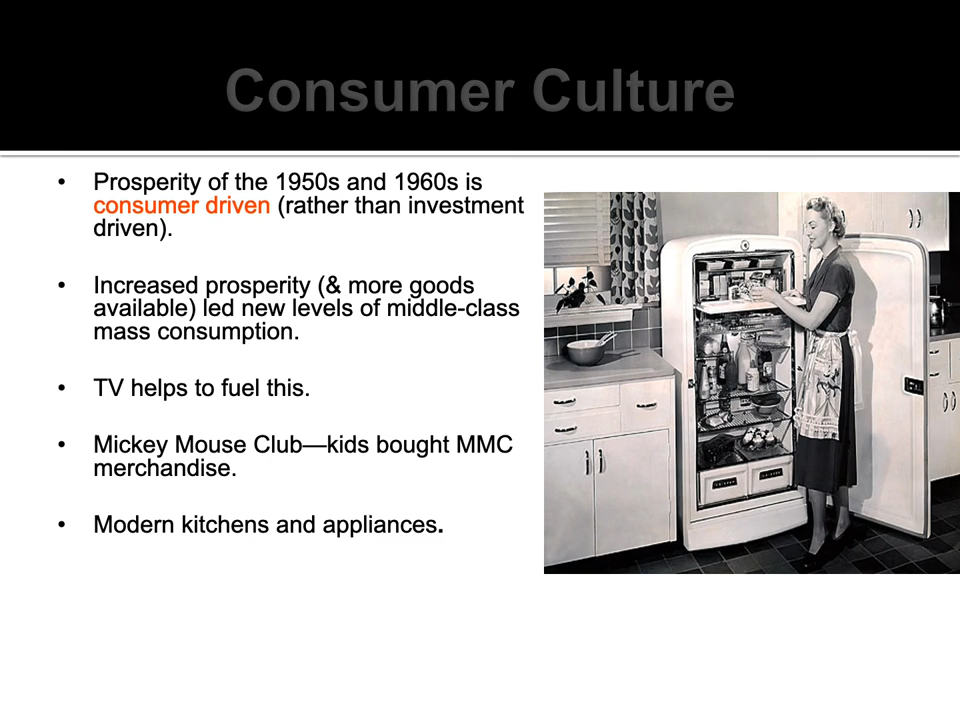 Consumer Culture
• Prosperity of the 1950s and 1960s is
consumer driven (rather than investment
driven).
• Increased prosperity (& more goods
available) led new levels of middle-class
mass consumption.
• TV helps to fuel this.
• Mickey Mouse Club—kids bought MMC
merchandise.
• Modern kitchens and appliances.